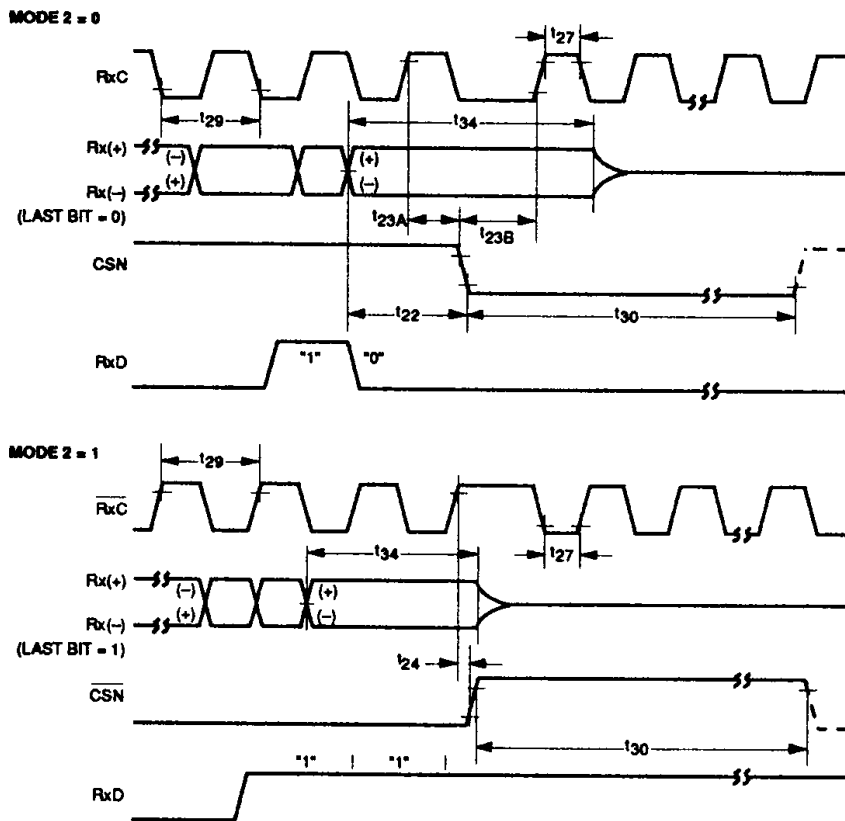 MODE 2 = 0
t27
RxC
t29
t34
Rx(+)
(–) (+)
(+) (–)
Rx(–)
(LAST BIT = 0)
t23A
t23B
CSN
t22
t30
RxD
"1" "0"
MODE 2 = 1
t29
RxC
t34
t27
Rx(+)
(–) (+)
(+) (–)
Rx(–)
(LAST BIT = 1)
t24
CSN
t30
"1" "1"
RxD